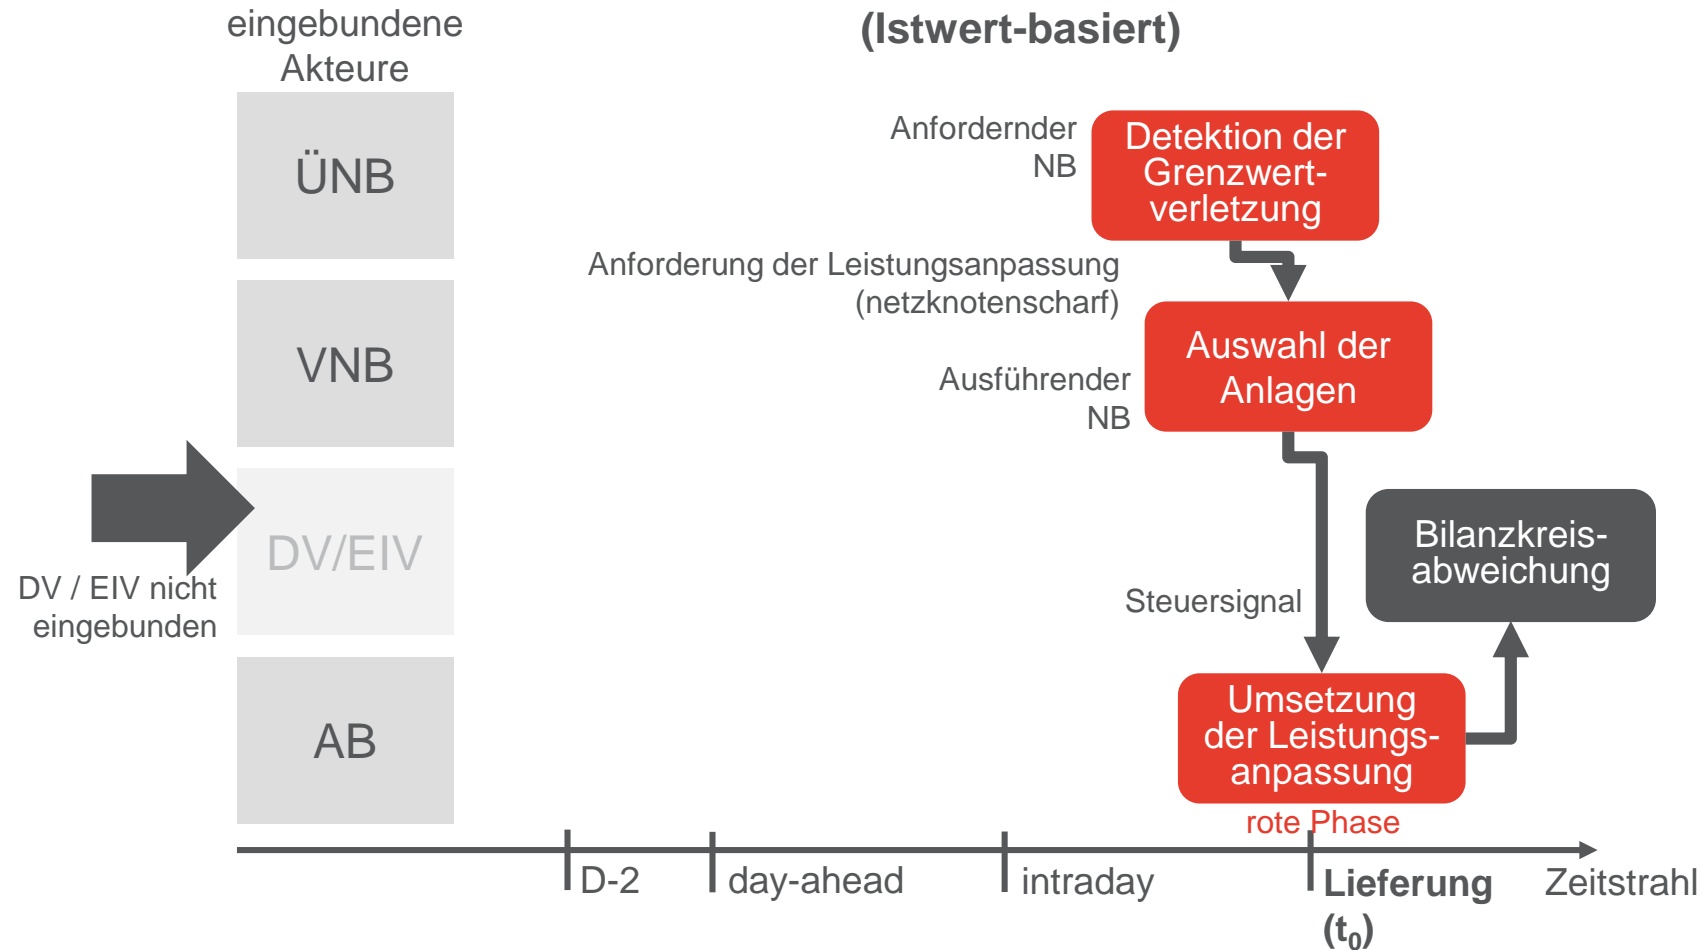 eingebundene
Akteure
(Istwert-basiert)
ÜNB
VNB
DV/EIV
AB
DV / EIV nicht
eingebunden
Anfordernder
NB
Detektion der
Grenzwert-
verletzung
Anforderung der Leistungsanpassung
(netzknotenscharf)
Ausführender
NB
Auswahl der
Anlagen
Steuersignal
Bilanzkreis-
abweichung
Umsetzung
der Leistungs-
anpassung
rote Phase
D-2
day-ahead
intraday
Lieferung
(t₀)
Zeitstrahl